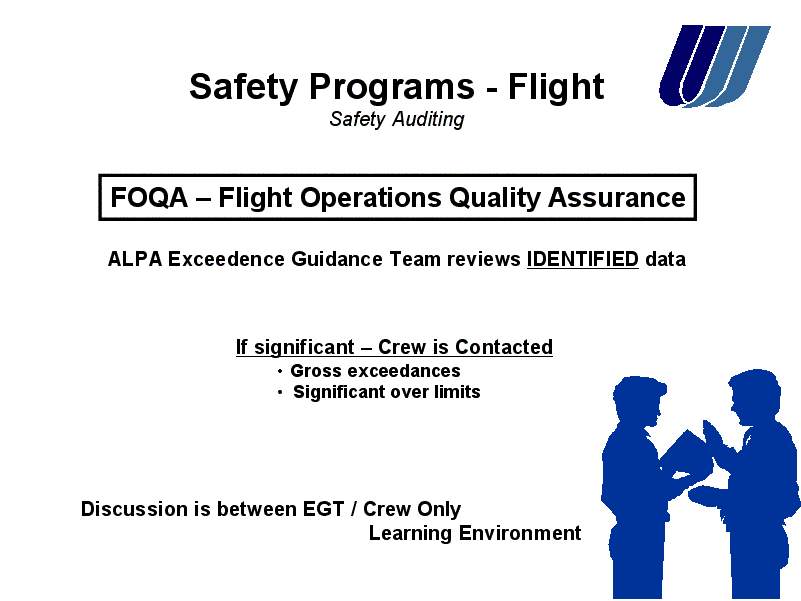 Safety Programs - Flight
Safety Auditing
FOQA – Flight Operations Quality Assurance
ALPA Exceedence Guidance Team reviews IDENTIFIED data
If significant – Crew is Contacted
• Gross exceedances
• Significant over limits
Discussion is between EGT / Crew Only
Learning Environment